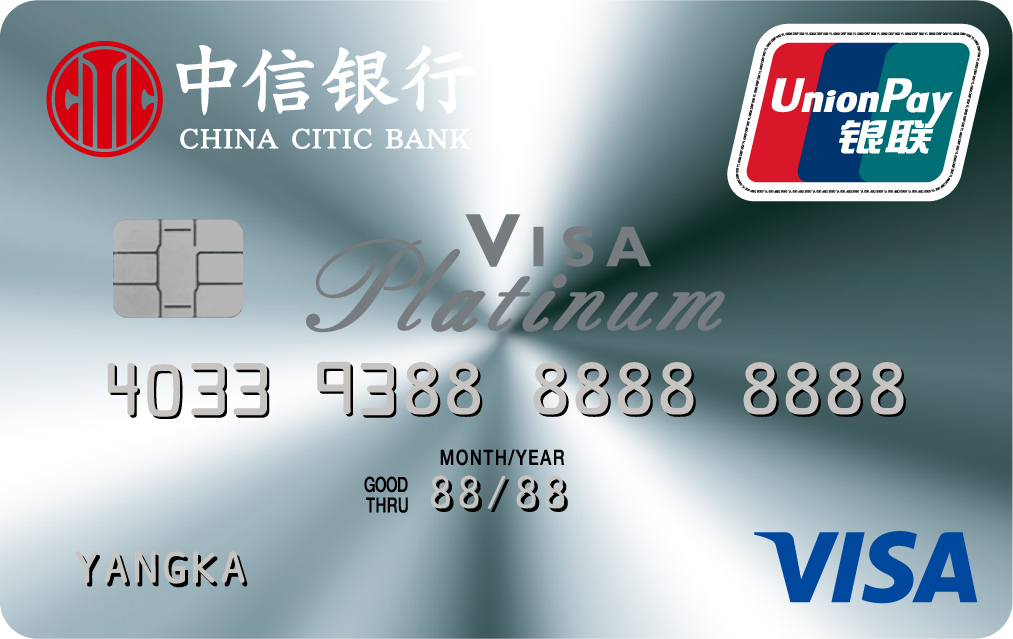 中信银行
CHINA CITIC BANK
UnionPay
银联
VISA
Platinum
4033 9388 8888 8888
MONTH/YEAR
GOOD
THRU
88/88
YANGKA
VISA